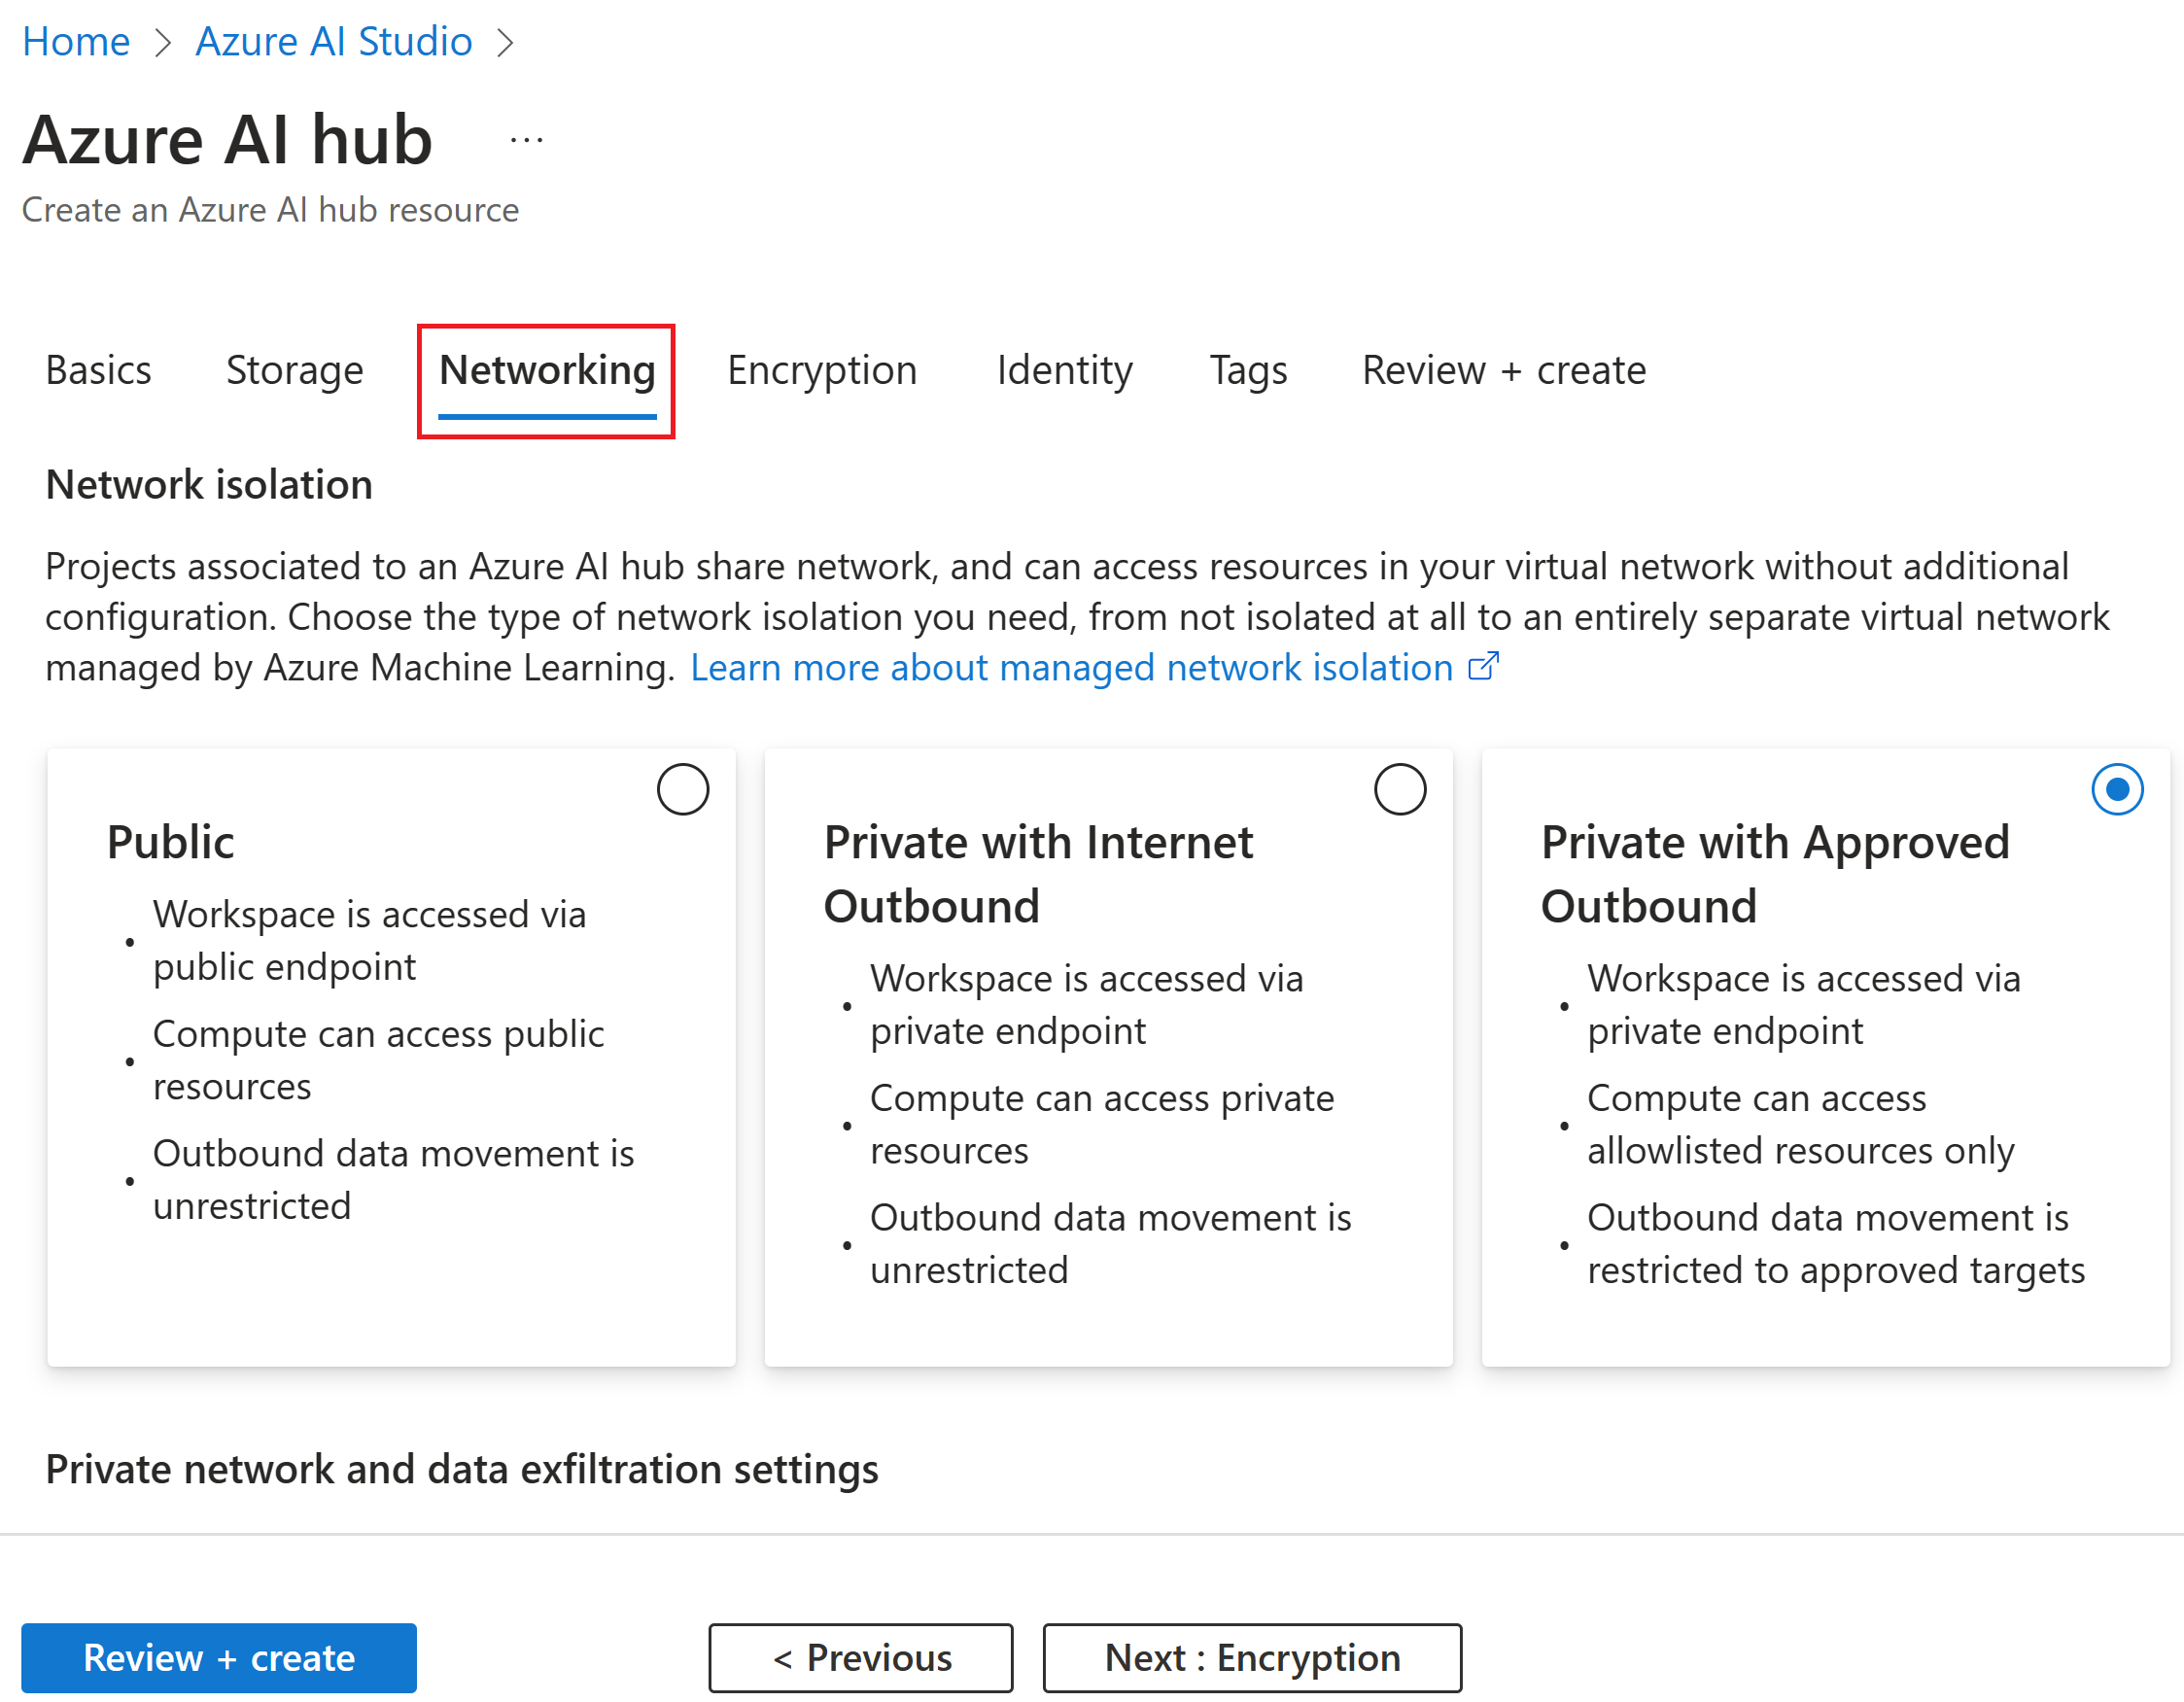 Home > Azure AI Studio >
Azure AI hub ...
Create an Azure AI hub resource
Basics Storage Networking Encryption Identity Tags Review + create
Network isolation
Projects associated to an Azure AI hub share network, and can access resources in your virtual network without additional
configuration. Choose the type of network isolation you need, from not isolated at all to an entirely separate virtual network
managed by Azure Machine Learning. Learn more about managed network isolation
Public
• Workspace is accessed via
public endpoint
• Compute can access public
resources
• Outbound data movement is
unrestricted
Private with Internet
Outbound
• Workspace is accessed via
private endpoint
• Compute can access private
resources
• Outbound data movement is
unrestricted
Private with Approved
Outbound
• Workspace is accessed via
private endpoint
• Compute can access
allowlisted resources only
• Outbound data movement is
restricted to approved targets
Private network and data exfiltration settings
Review + create < Previous Next : Encryption